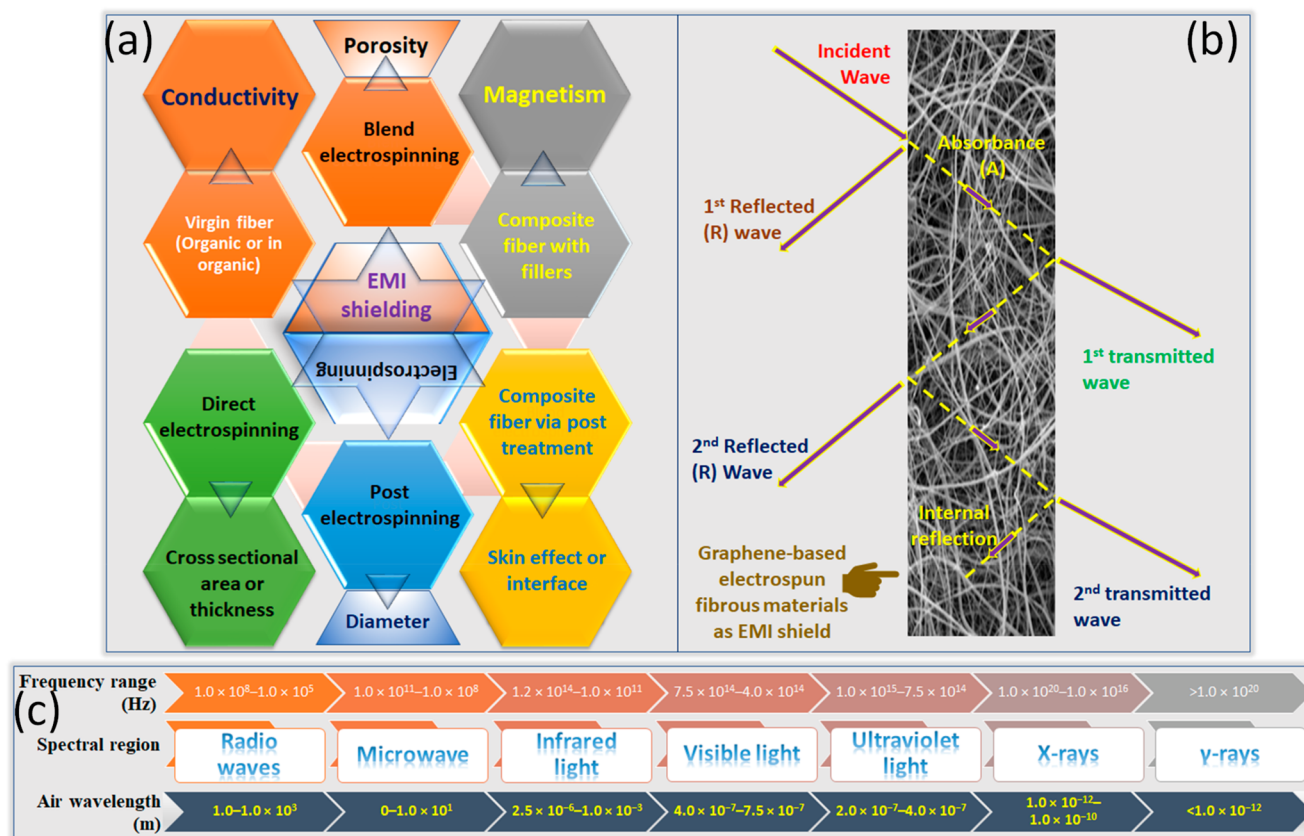 (a)
Conductivity
Porosity
Magnetism
Blend
electrospinning
Virgin fiber
(Organic or in
organic)
Composite
fiber with
fillers
EMI
shielding
Electrospinning
Direct
electrospinning
Composite
fiber via post
treatment
Post
electrospinning
Cross sectional
area or
thickness
Skin effect or
interface
Diameter
(b)
Incident
Wave
Absorbance
(A)
1st Reflected
(R) wave
1st transmitted
wave
2nd Reflected
(R) Wave
Internal
reflection
Graphene-based
electrospun
fibrous materials
as EMI shield
2nd transmitted
wave
(c)
Frequency range
(Hz)
1.0 × 10⁸–1.0 × 10⁵
1.0 × 10¹¹–1.0 × 10⁸
1.2 × 10¹⁴–1.0 × 10¹¹
7.5 × 10¹⁴–4.0 × 10¹⁴
1.0 × 10¹⁵–7.5 × 10¹⁴
1.0 × 10²⁰–1.0 × 10¹⁶
>1.0 × 10²⁰
Spectral region
Radio
waves
Microwave
Infrared
light
Visible light
Ultraviolet
light
X-rays
γ-rays
Air wavelength
(m)
1.0–1.0 × 10³
0–1.0 × 10¹
2.5 × 10⁻⁶–1.0 × 10⁻³
4.0 × 10⁻⁷–7.5 × 10⁻⁷
2.0 × 10⁻⁷–4.0 × 10⁻⁷
1.0 × 10⁻¹²–
1.0 × 10⁻¹⁰
<1.0 × 10⁻¹²